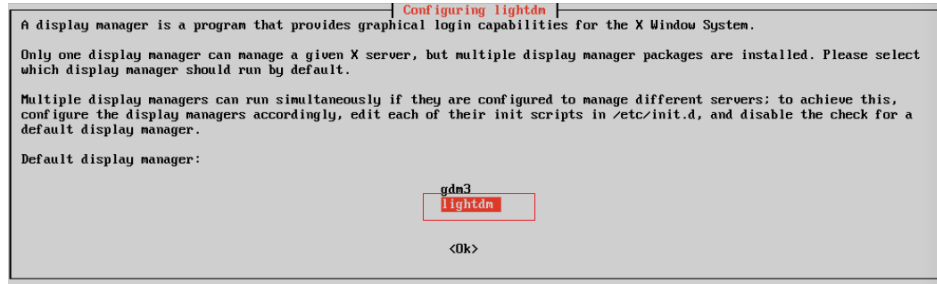 Configuring lightdm
A display manager is a program that provides graphical login capabilities for the X Window System.
Only one display manager can manage a given X server, but multiple display manager packages are installed. Please select
which display manager should run by default.
Multiple display managers can run simultaneously if they are configured to manage different servers; to achieve this,
configure the display managers accordingly, edit each of their init scripts in /etc/init.d, and disable the check for a
default display manager.
Default display manager:
gdm3
lightdm
<Ok>